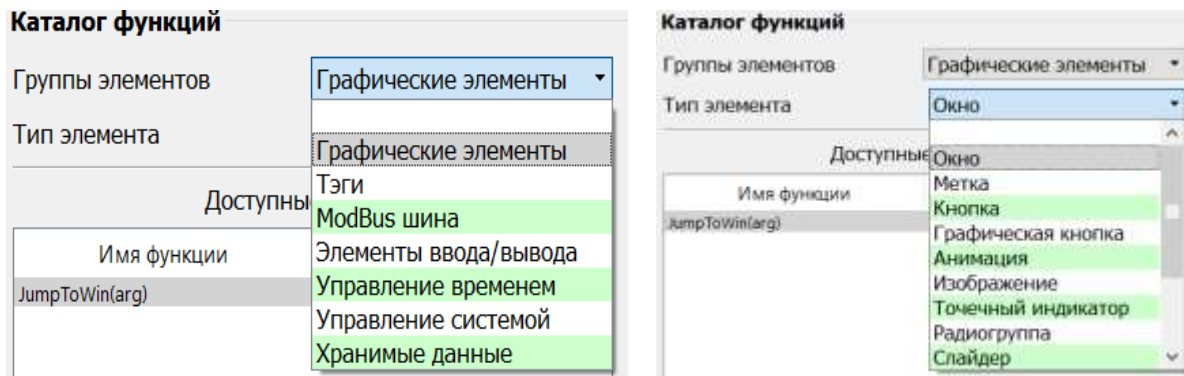 Каталог функций
Группы элементов
Графические элементы
Тип элемента
Графические элементы
Тэги
ModBus шина
Элементы ввода/вывода
Управление временем
Управление системой
Хранимые данные
Доступны
Имя функции
JumpToWin(arg)
Каталог функций
Группы элементов
Графические элементы
Тип элемента
Окно
Окно
Метка
Кнопка
Графическая кнопка
Анимация
Изображение
Точечный индикатор
Радиогруппа
Слайдер
Доступные
Имя функции
JumpToWin(arg)